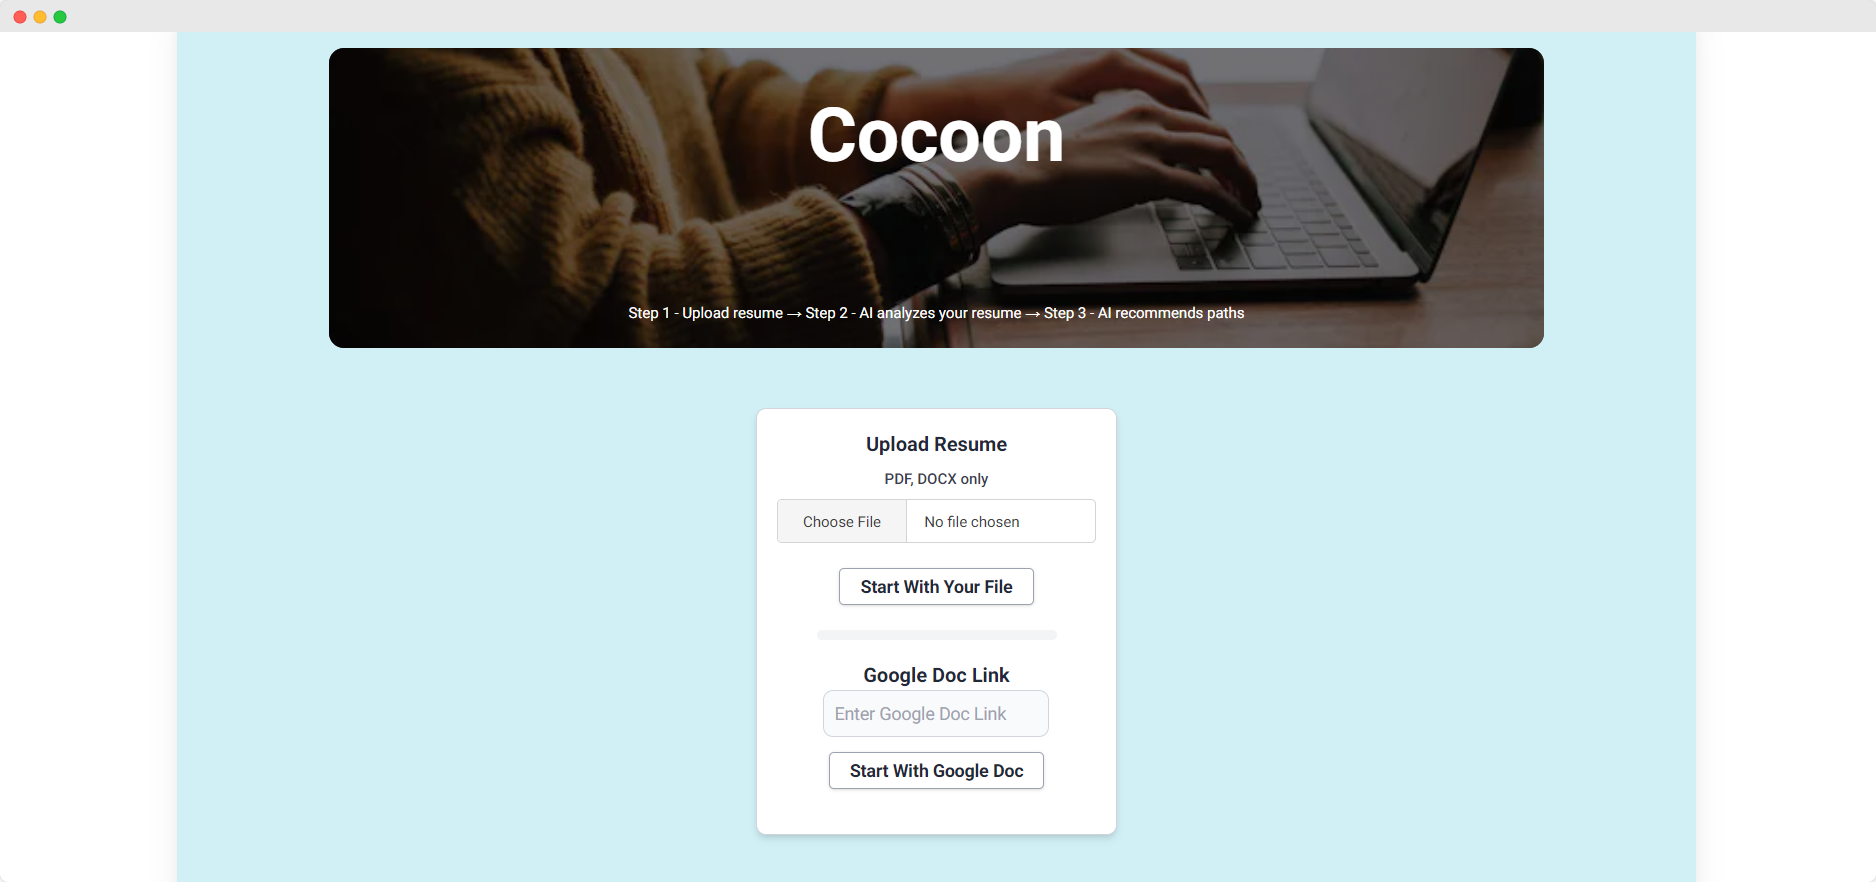 Cocoon
Step 1 - Upload resume → Step 2 - AI analyzes your resume → Step 3 - AI recommends paths
Upload Resume
PDF, DOCX only
Choose File No file chosen
Start With Your File
Google Doc Link
Enter Google Doc Link
Start With Google Doc